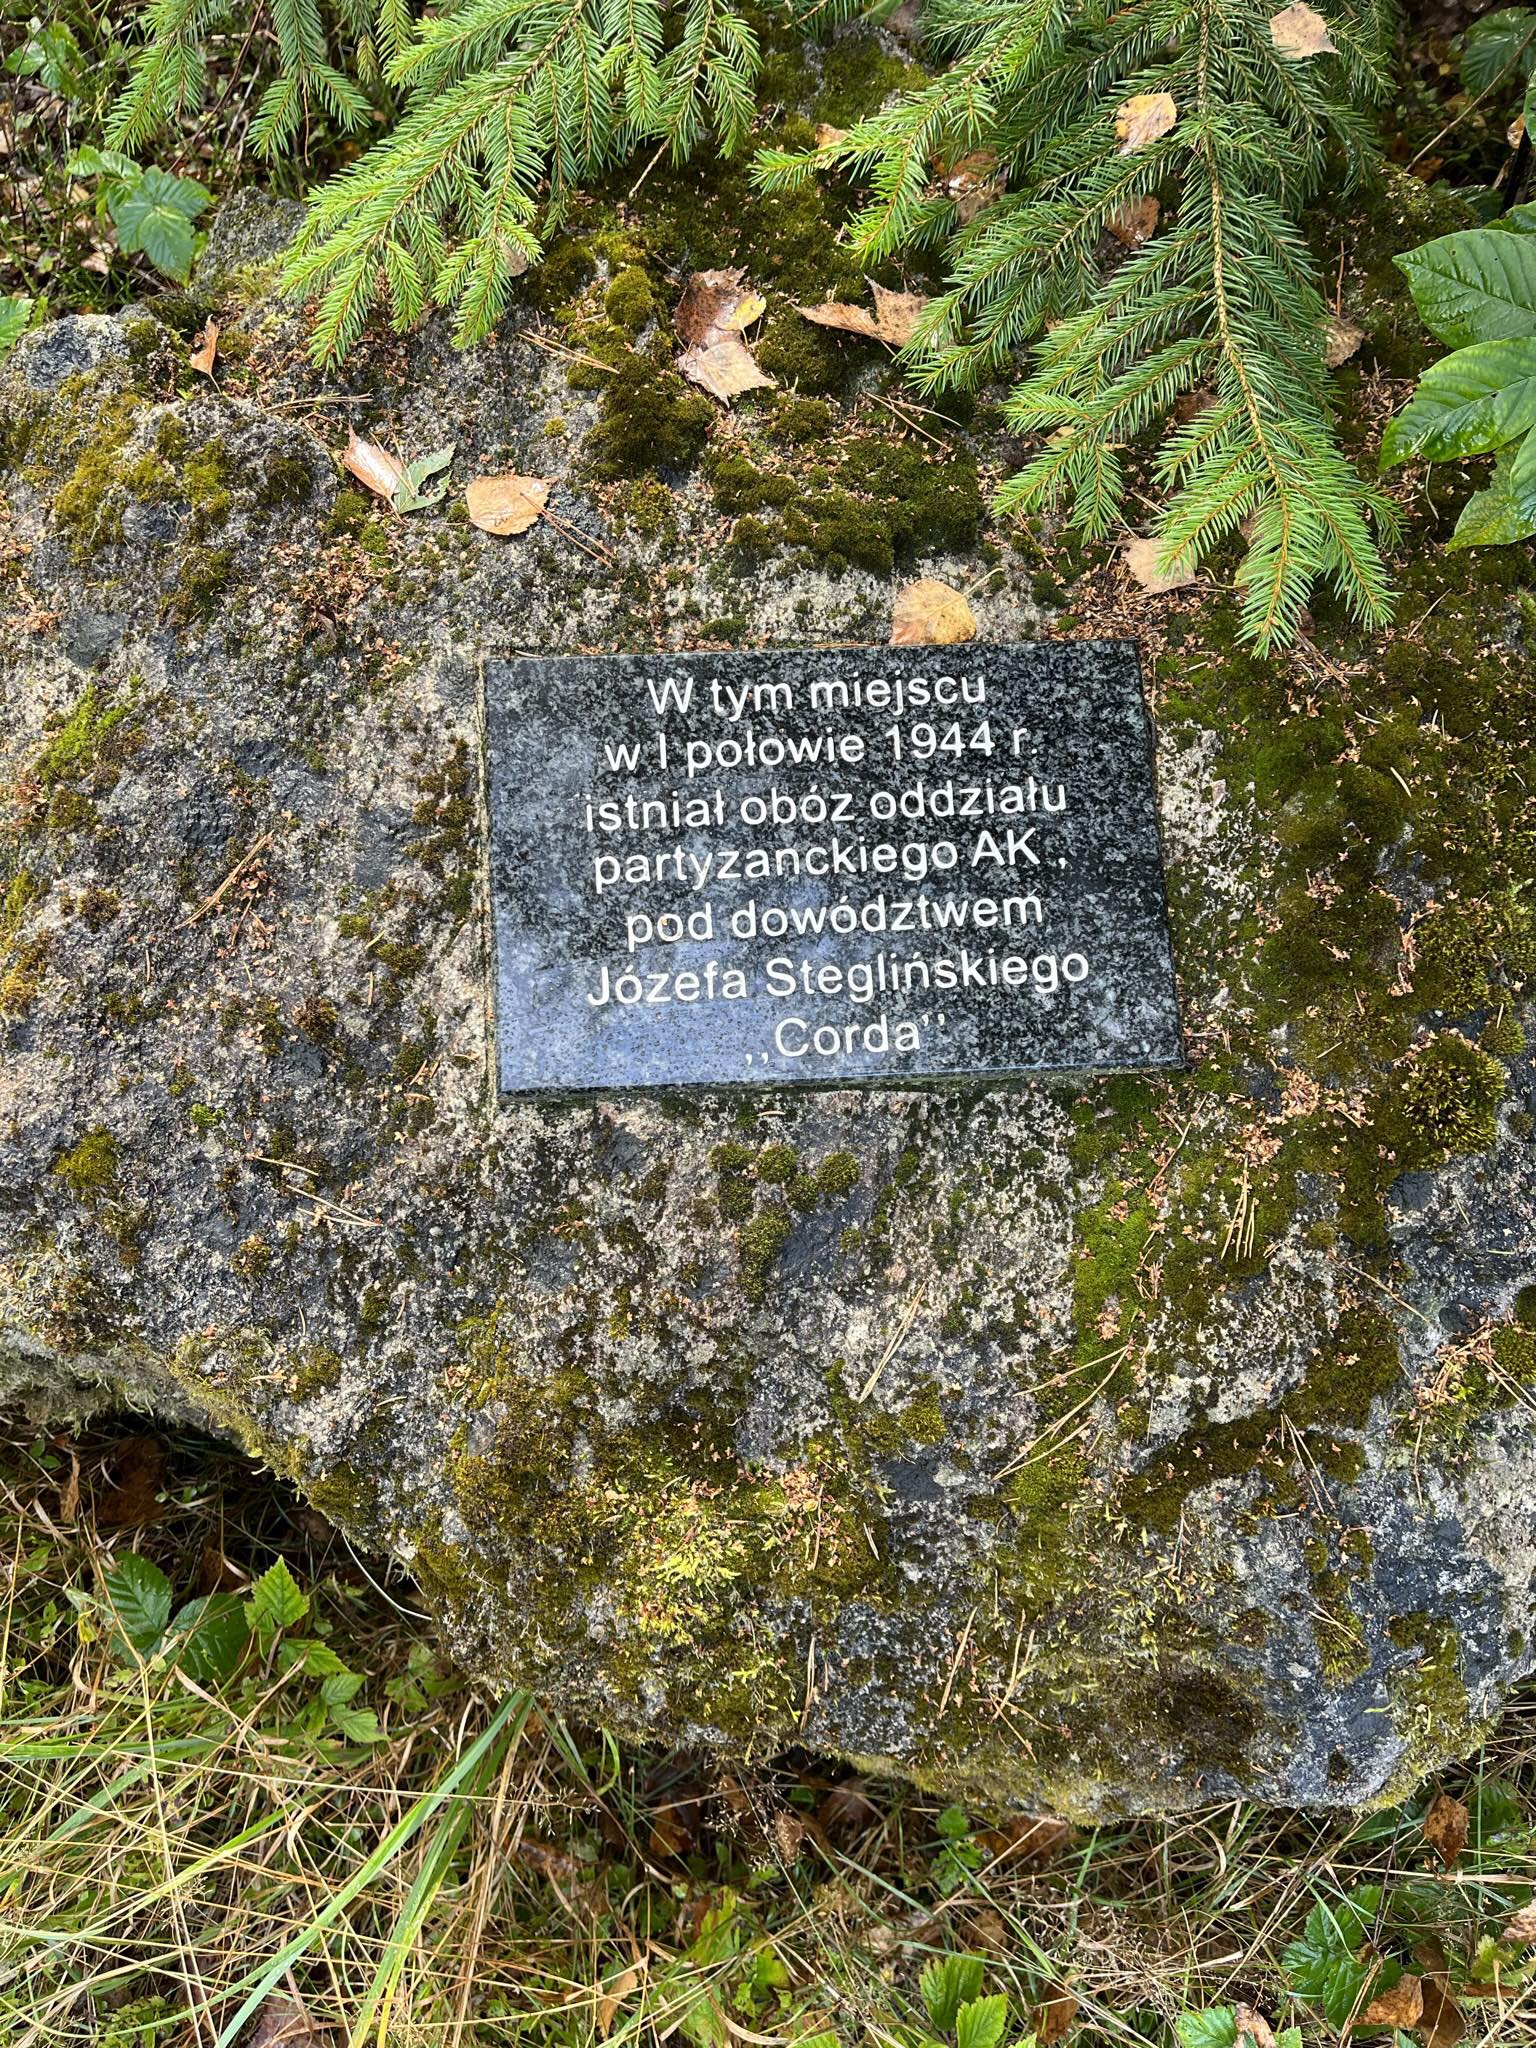 W tym miejscu
w I połowie 1944 r.
istniał obóz oddziału
partyzanckiego AK ,
pod dowództwem
Józefa Steglińskiego
,,Corda’’